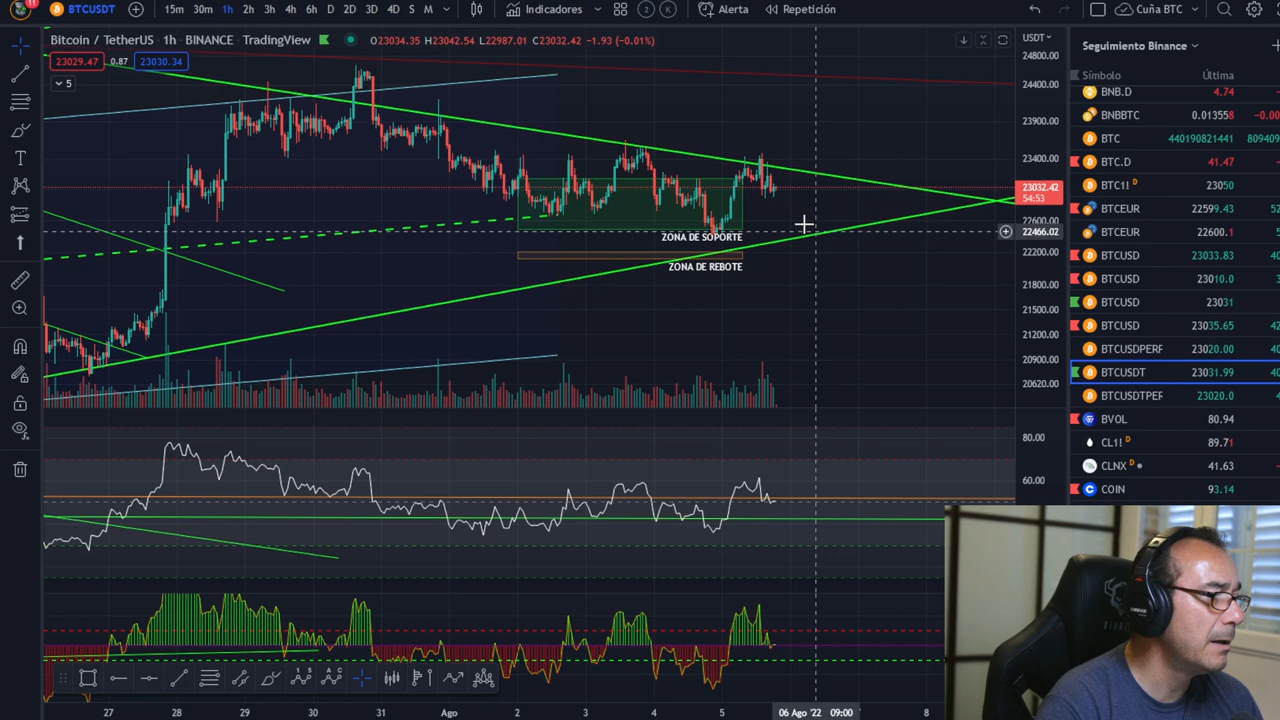 11
BTCUSDT
15m 30m 1h 2h 3h 4h 6h D 2D 3D 4D S M
Indicadores
2 K
Alerta
Repetición
Cuña BTC
Bitcoin / TetherUS · 1h · BINANCE · TradingView
O23034.35 H23042.54 L22987.01 C23032.42 -1.93 (-0.01%)
23029.47 0.87 23030.34
5
USDT
24800.00
24400.00
23900.00
23400.00
23032.42
54:53
22600.00
22466.02
22200.00
21800.00
21500.00
21200.00
20900.00
20620.00
80.00
60.00
ZONA DE SOPORTE
ZONA DE REBOTE
27 28 29 30 31 Ago 2 3 4 5 06 Ago '22 09:00 8
Seguimiento Binance
Símbolo Última
BNB.D 4.74
BNBBTC 0.013558 -0.00
BTC 440190821441 809409
BTC.D 41.47
BTC1! D 23050
BTCEUR 22599.43
BTCEUR 22600.1
BTCUSD 23033.83
BTCUSD 23010.0
BTCUSD 23031
BTCUSD 23035.65
BTCUSDPERF 23020.00
BTCUSDT 23031.99
BTCUSDTPEF 23020.0
BVOL 80.94
CL1! D 89.71
CLNX D 41.63
COIN 93.14